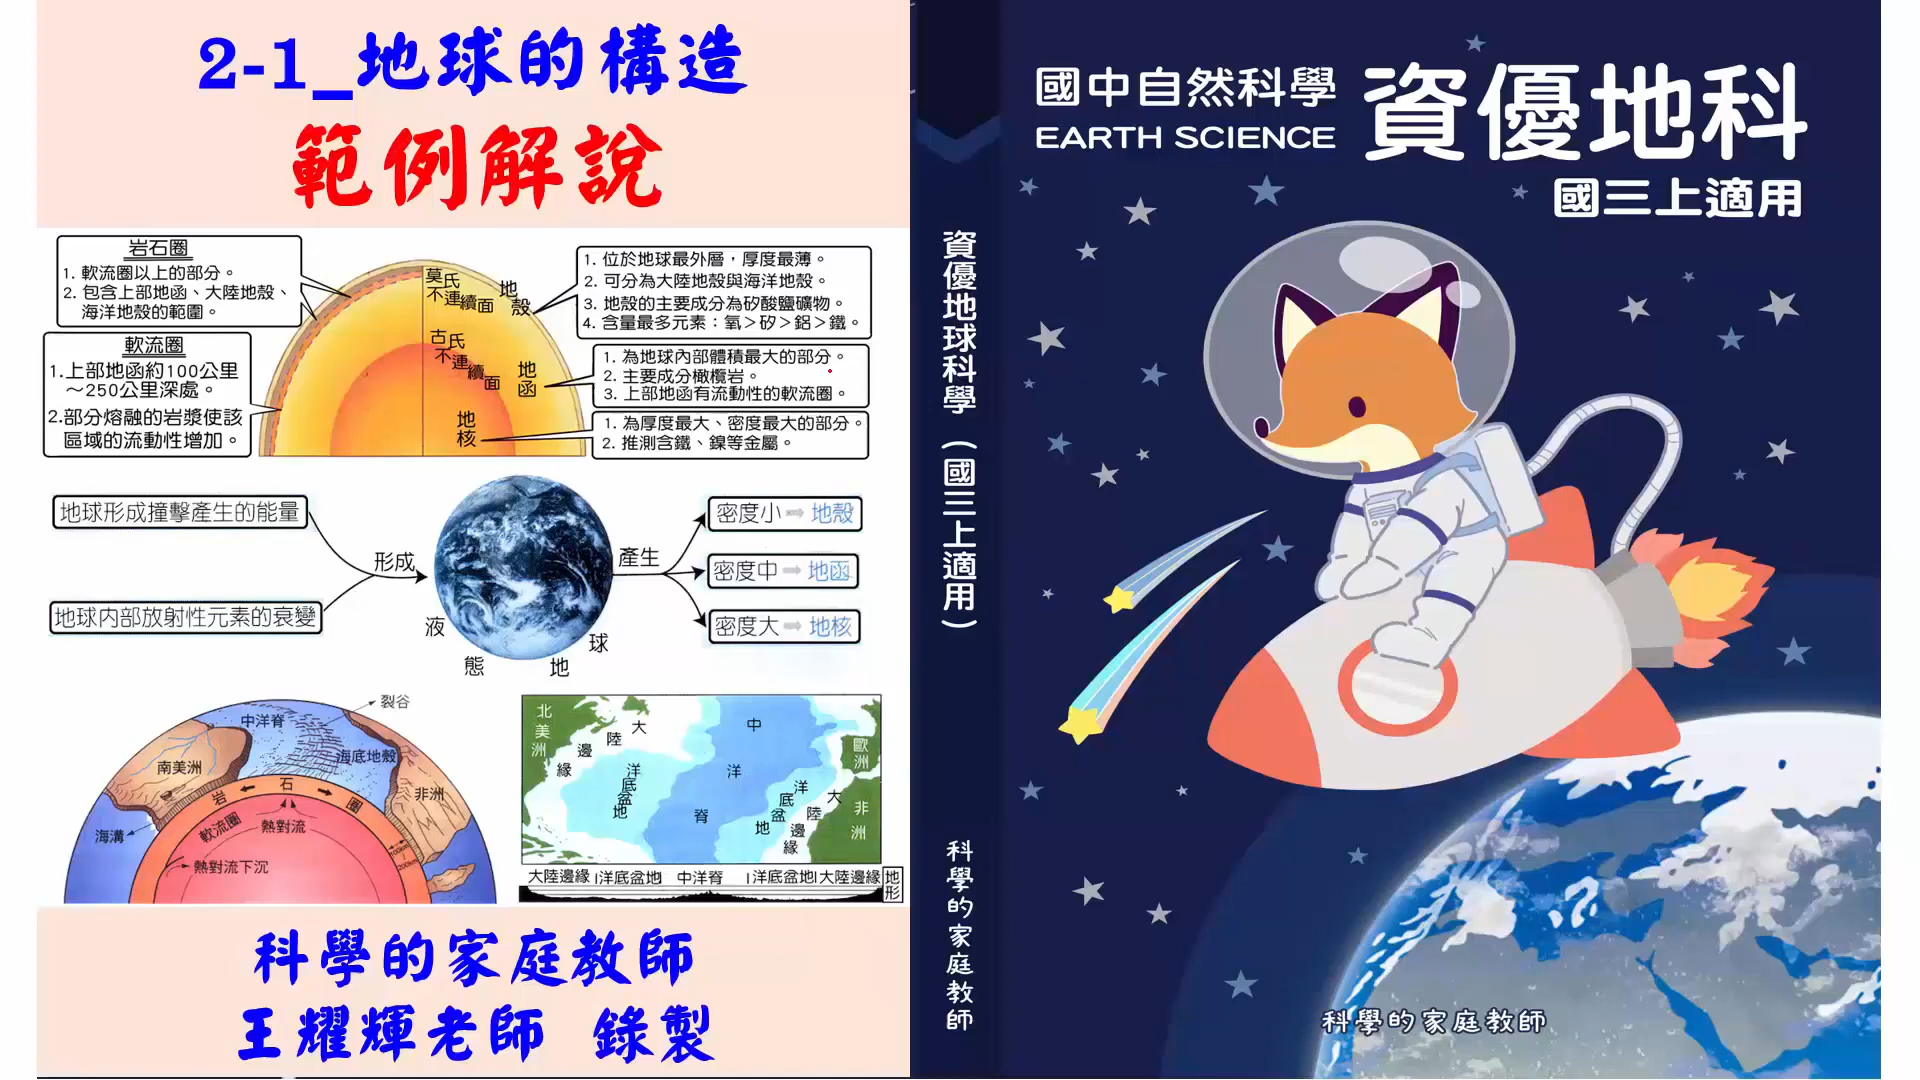 2-1_地球的構造
範例解說
岩石圈
1. 軟流圈以上的部分。
2. 包含上部地函、大陸地殼、
海洋地殼的範圍。
軟流圈
1.上部地函約100公里
～250公里深處。
2.部分熔融的岩漿使該
區域的流動性增加。
莫氏不連續面
地殼
古氏不連續面
地函
地核
1. 位於地球最外層，厚度最薄。
2. 可分為大陸地殼與海洋地殼。
3. 地殼的主要成分為矽酸鹽礦物。
4. 含量最多元素：氧＞矽＞鋁＞鐵。
1. 為地球內部體積最大的部分。
2. 主要成分橄欖岩。
3. 上部地函有流動性的軟流圈。
1. 為厚度最大、密度最大的部分。
2. 推測含鐵、鎳等金屬。
地球形成撞擊產生的能量
地球內部放射性元素的衰變
形成
液態地球
產生
密度小⇨地殼
密度中⇨地函
密度大⇨地核
裂谷
中洋脊
海底地殼
南美洲
非洲
岩石圈
軟流圈
熱對流
海溝
熱對流下沉
100km
200km
北美洲
大陸邊緣
洋底盆地
中洋脊
洋底盆地
大陸邊緣
歐洲
非洲
大陸邊緣|洋底盆地| 中洋脊 |洋底盆地|大陸邊緣
地形
科學的家庭教師
王耀輝老師 錄製
資優地球科學（國三上適用）
科學的家庭教師
國中自然科學
EARTH SCIENCE
資優地科
國三上適用
科學的家庭教師